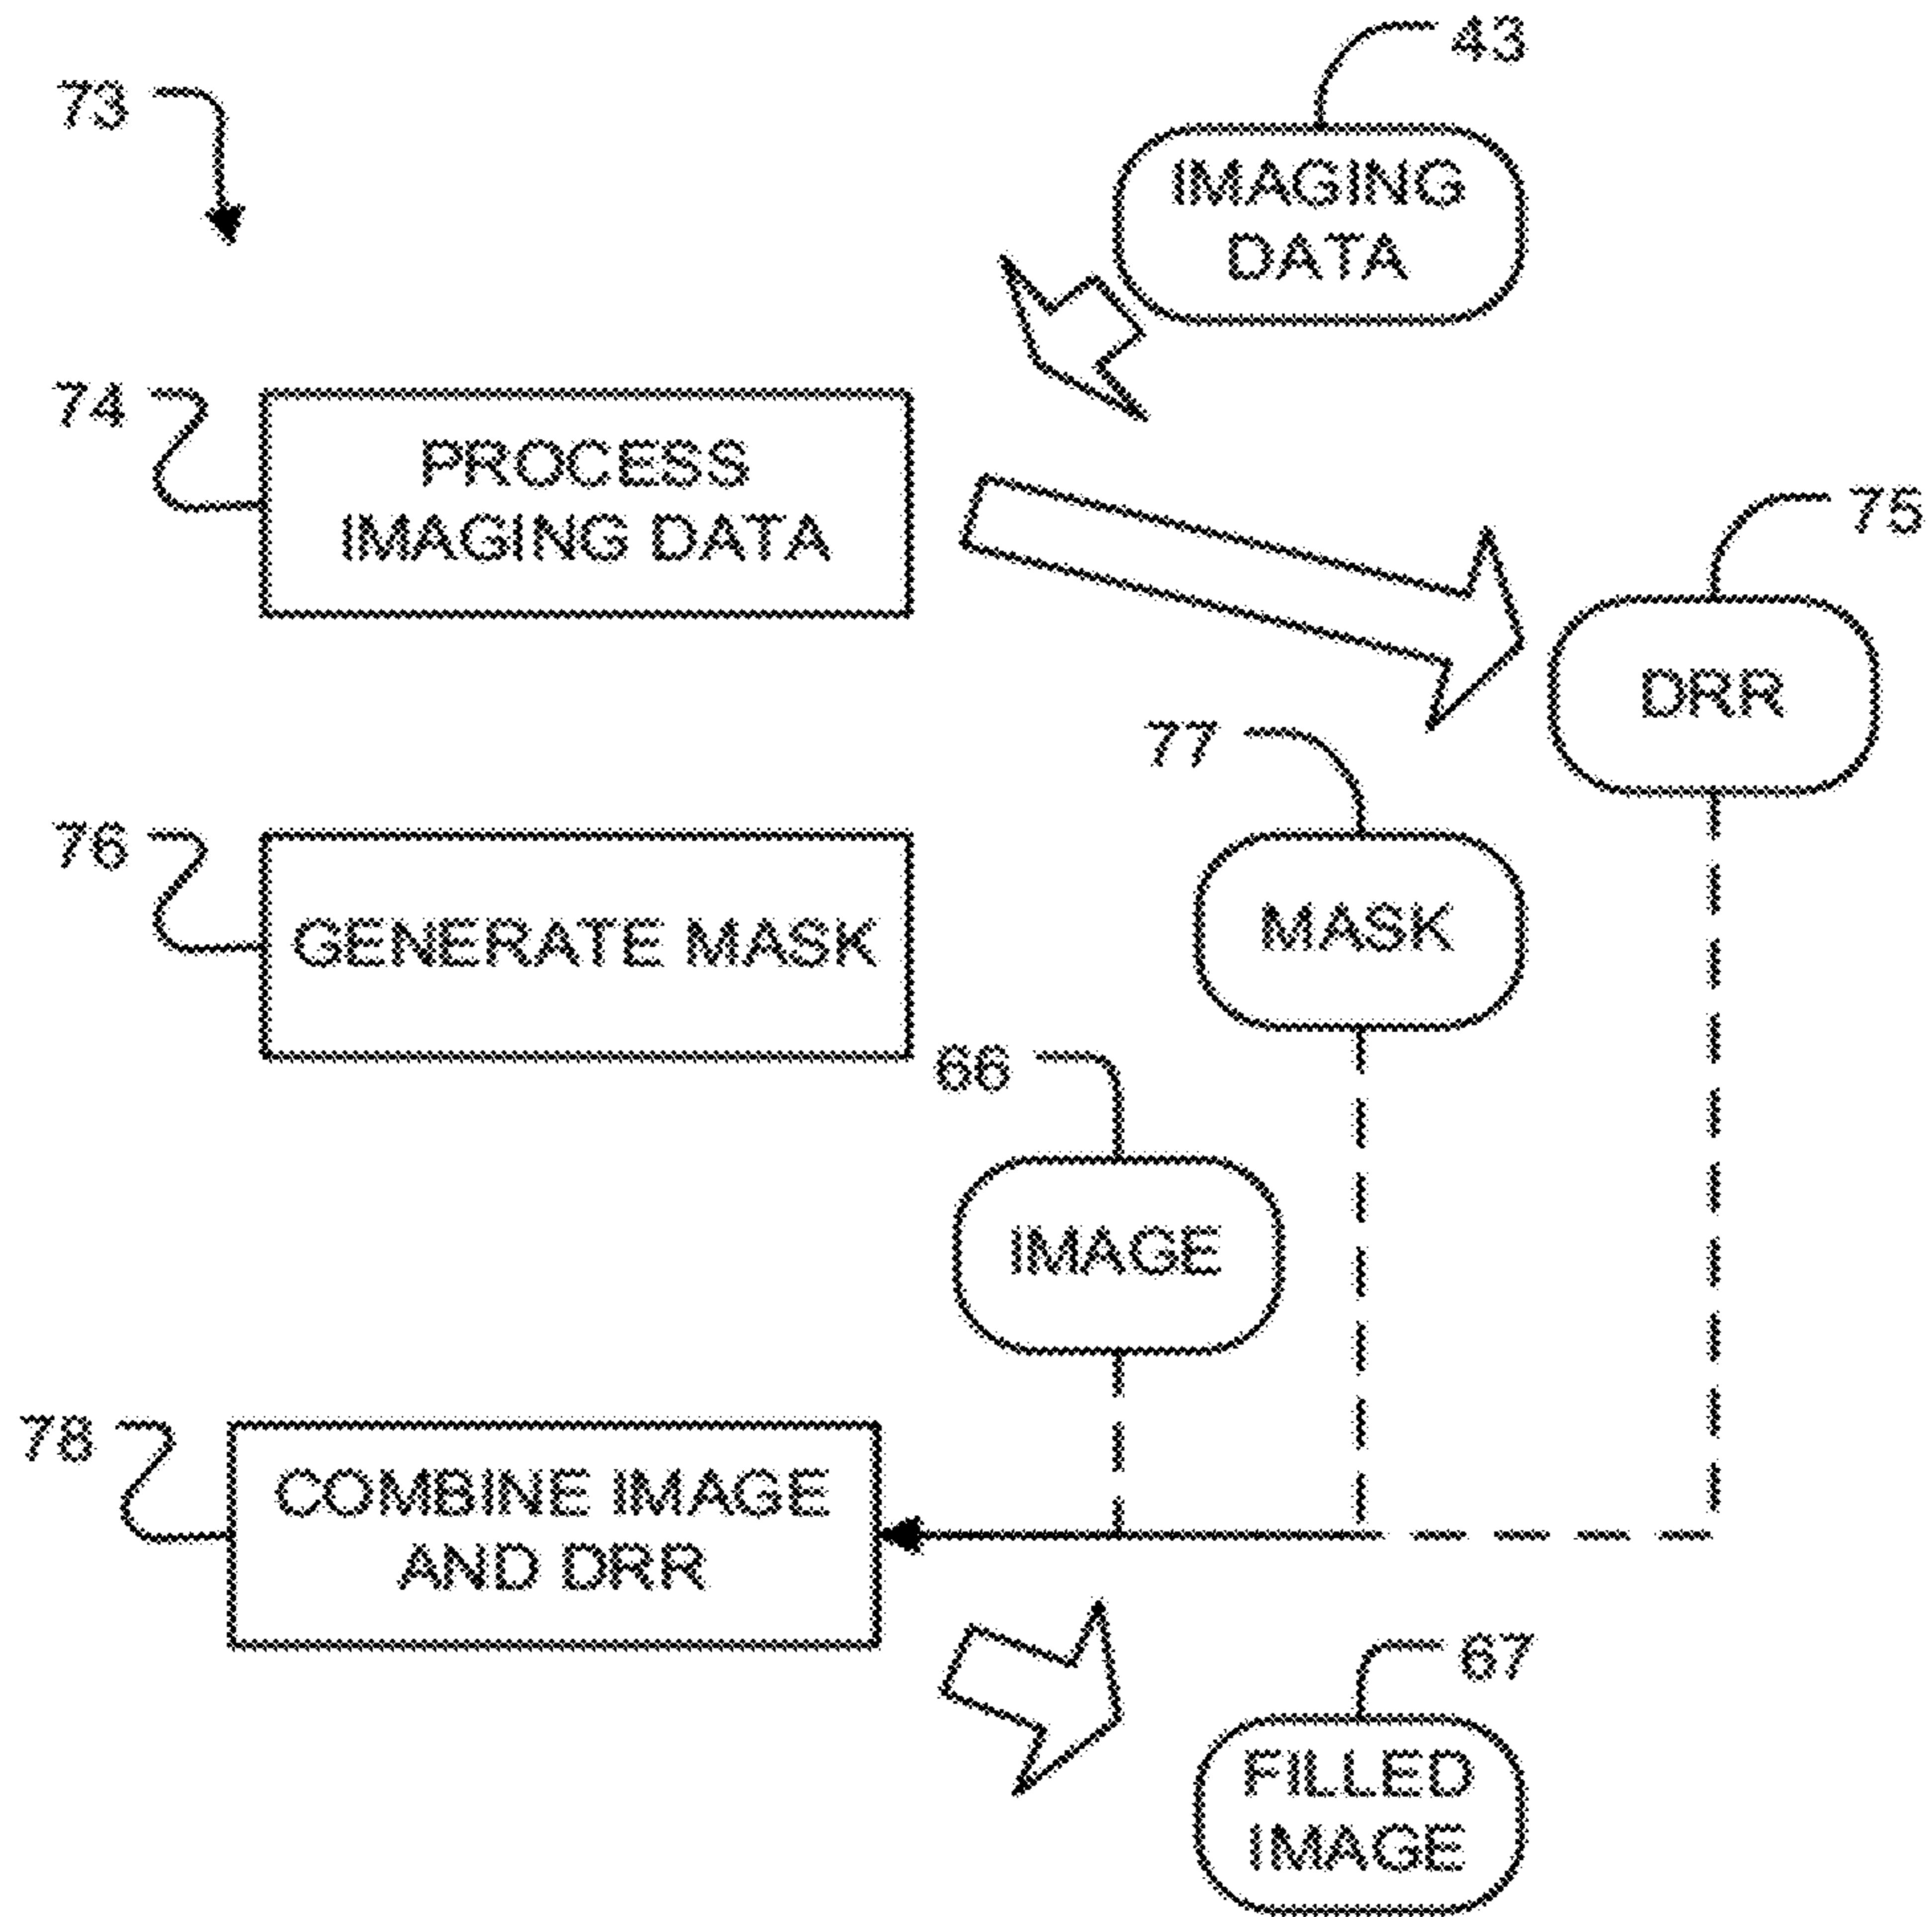 43
73
IMAGING
DATA
74
PROCESS
IMAGING DATA
75
DRR
77
76
MASK
GENERATE MASK
66
IMAGE
78
COMBINE IMAGE
AND DRR
67
FILLED
IMAGE